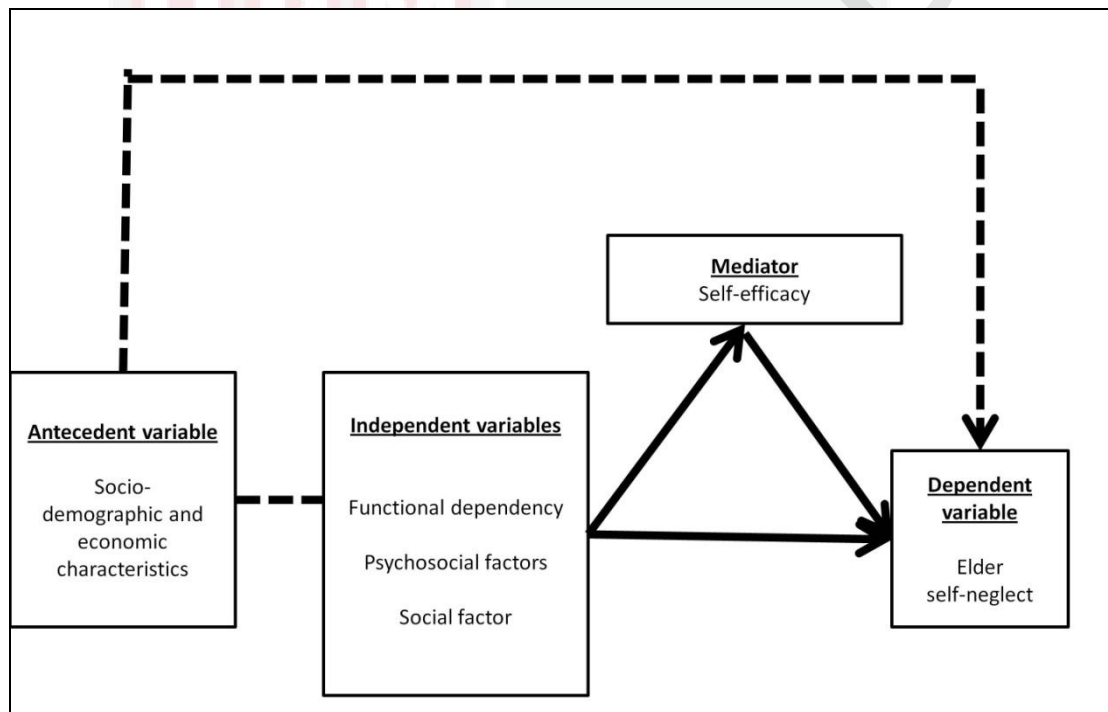 Mediator
Self-efficacy
Antecedent variable
Socio-
demographic and
economic
characteristics
Independent variables
Functional dependency
Psychosocial factors
Social factor
Dependent
variable
Elder
self-neglect